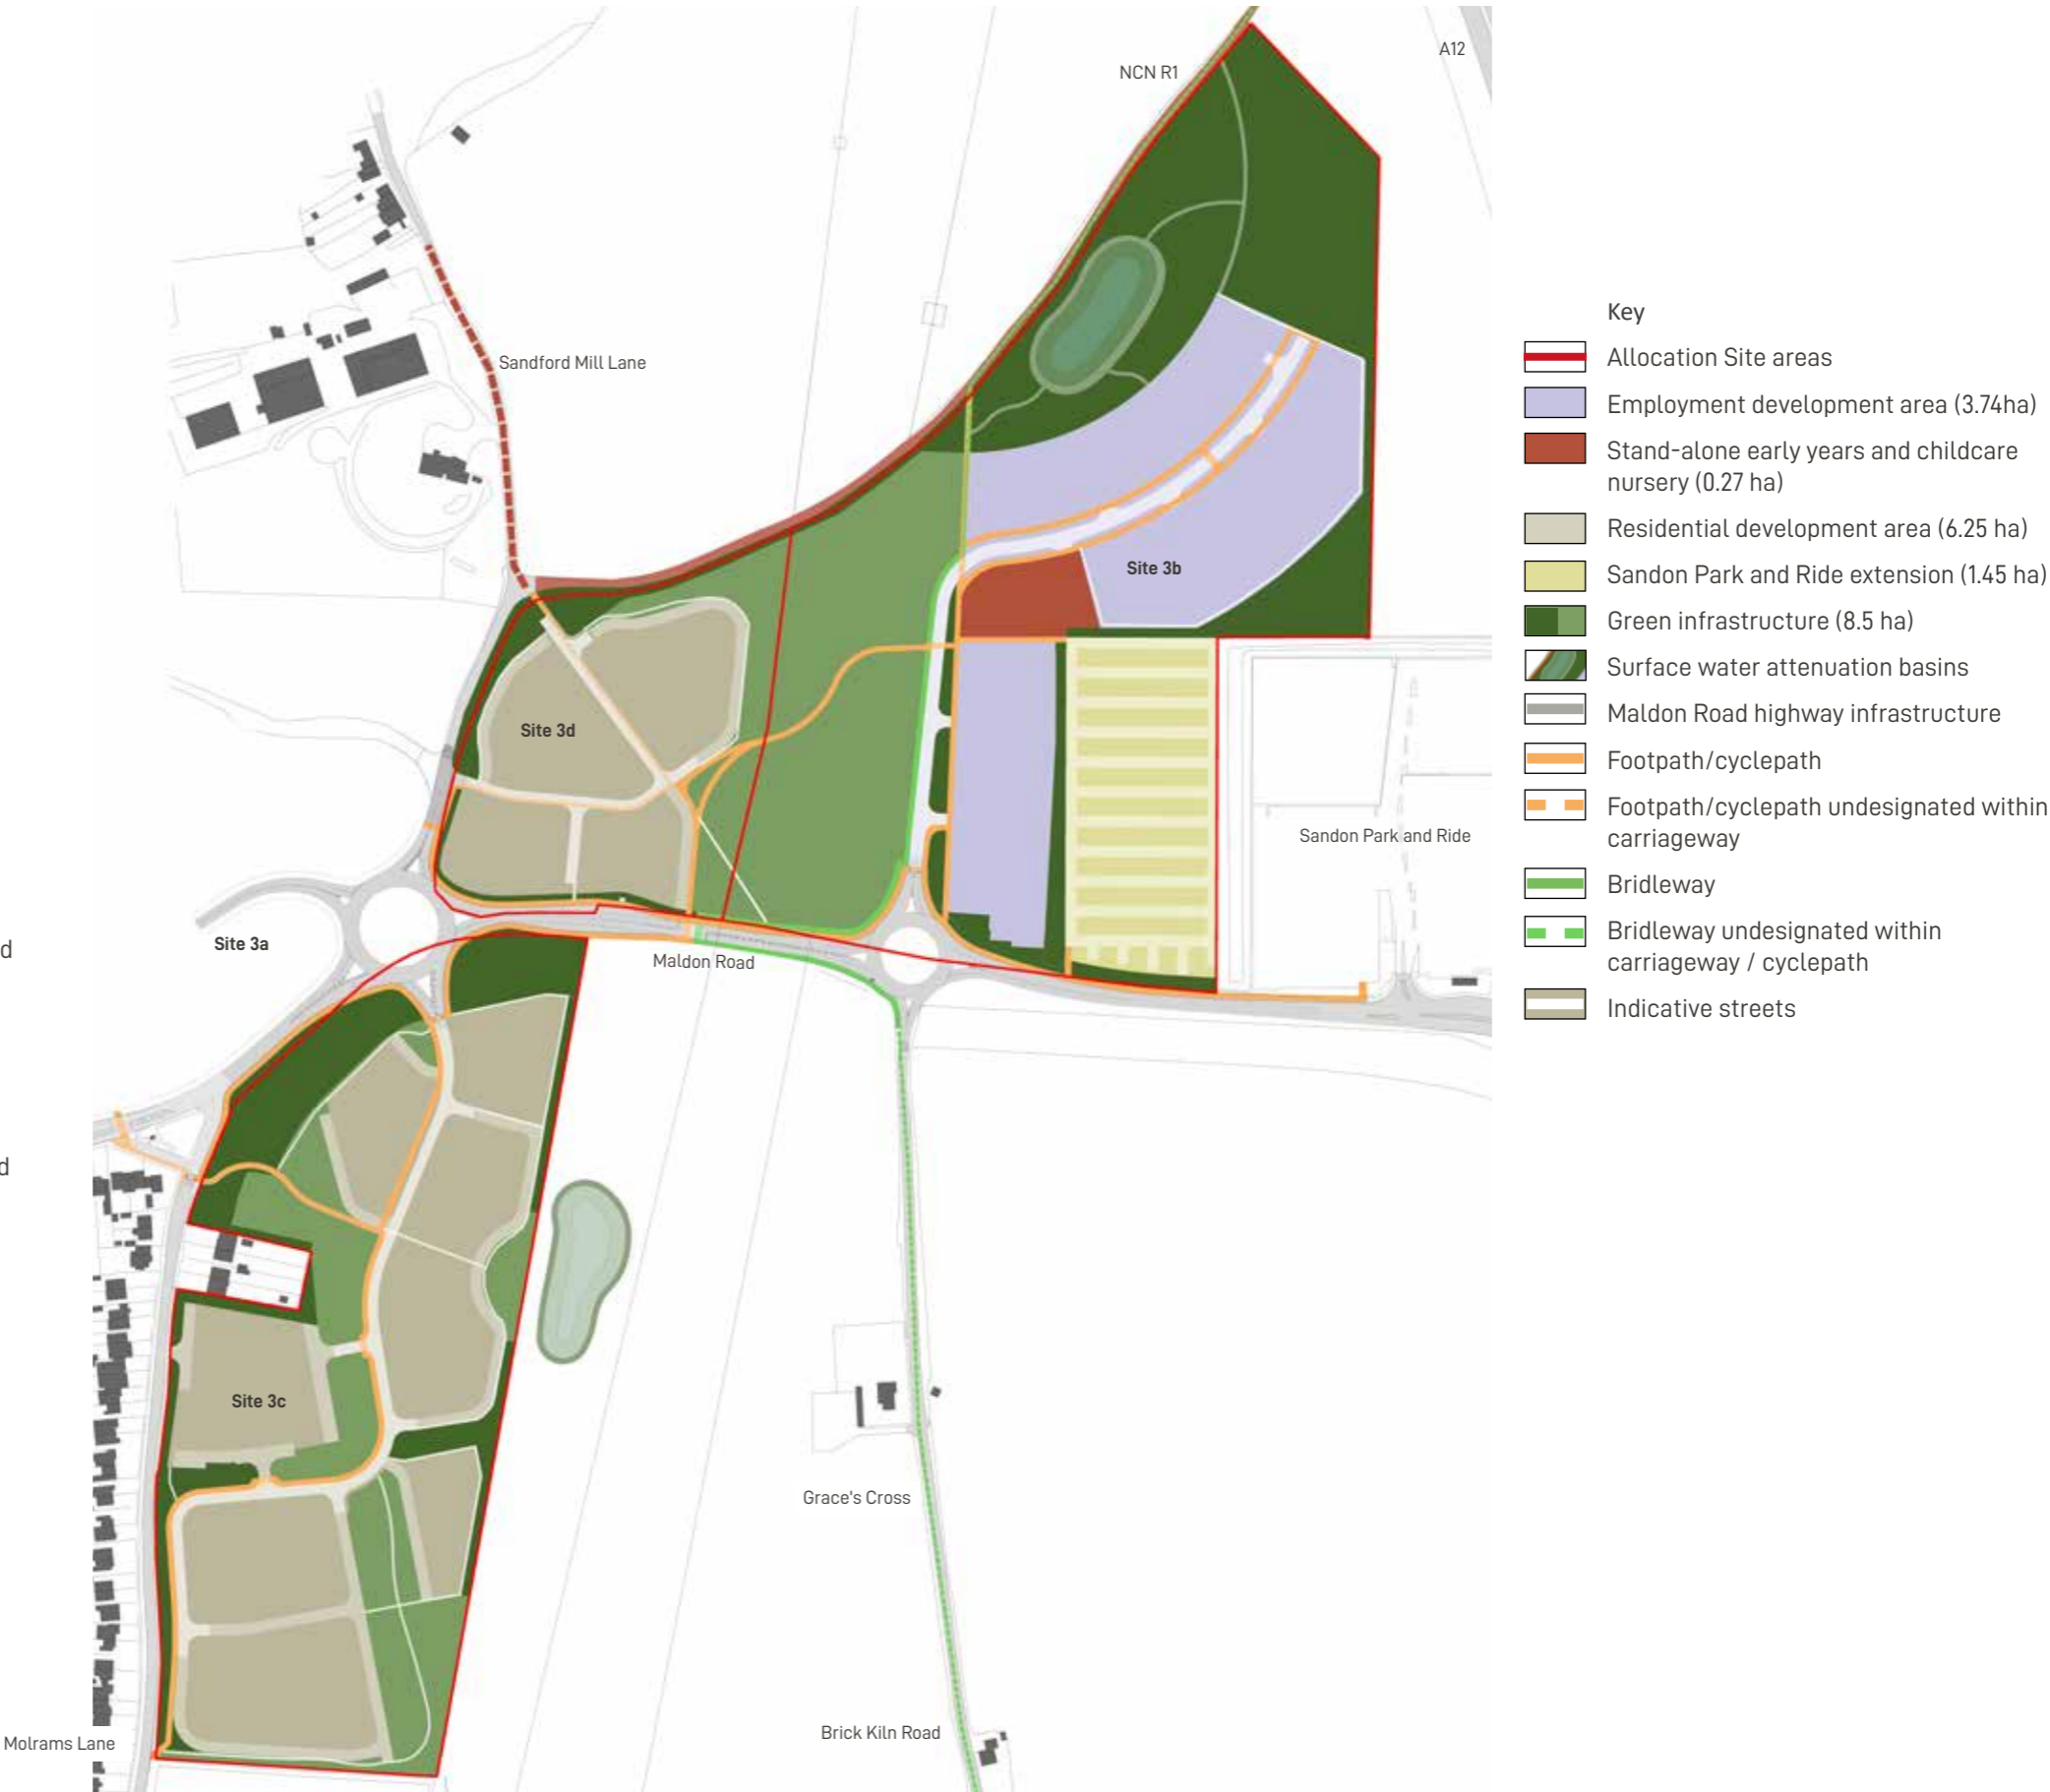 A12
NCN R1
Sandford Mill Lane
Site 3b
Site 3d
Sandon Park and Ride
Site 3a
d
Maldon Road
d
Site 3c
Grace's Cross
Brick Kiln Road
Molrams Lane
Key
Allocation Site areas
Employment development area (3.74ha)
Stand-alone early years and childcare
nursery (0.27 ha)
Residential development area (6.25 ha)
Sandon Park and Ride extension (1.45 ha)
Green infrastructure (8.5 ha)
Surface water attenuation basins
Maldon Road highway infrastructure
Footpath/cyclepath
Footpath/cyclepath undesignated within
carriageway
Bridleway
Bridleway undesignated within
carriageway / cyclepath
Indicative streets